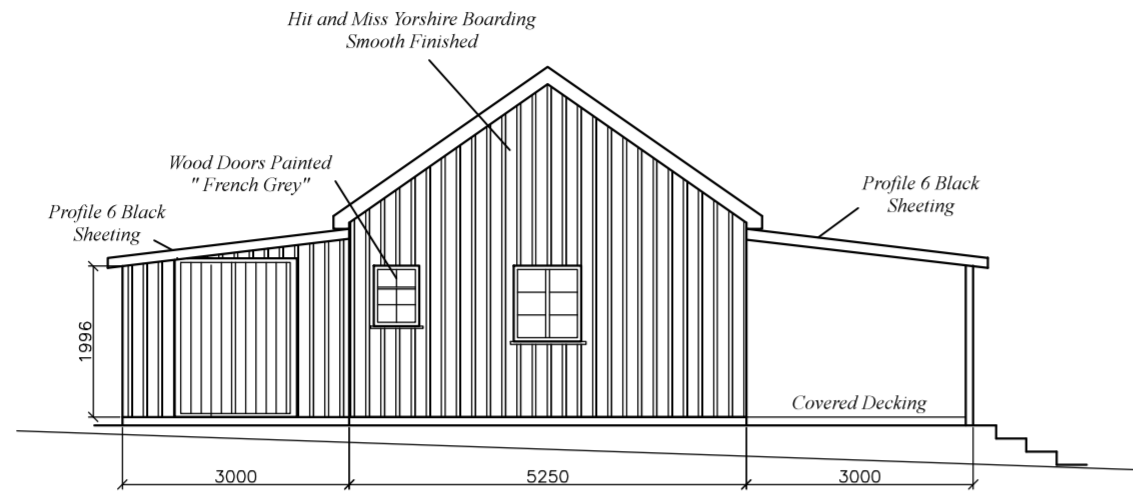 Hit and Miss Yorshire Boarding
Smooth Finished
Wood Doors Painted
" French Grey"
Profile 6 Black
Sheeting
Profile 6 Black
Sheeting
1996
Covered Decking
3000
5250
3000